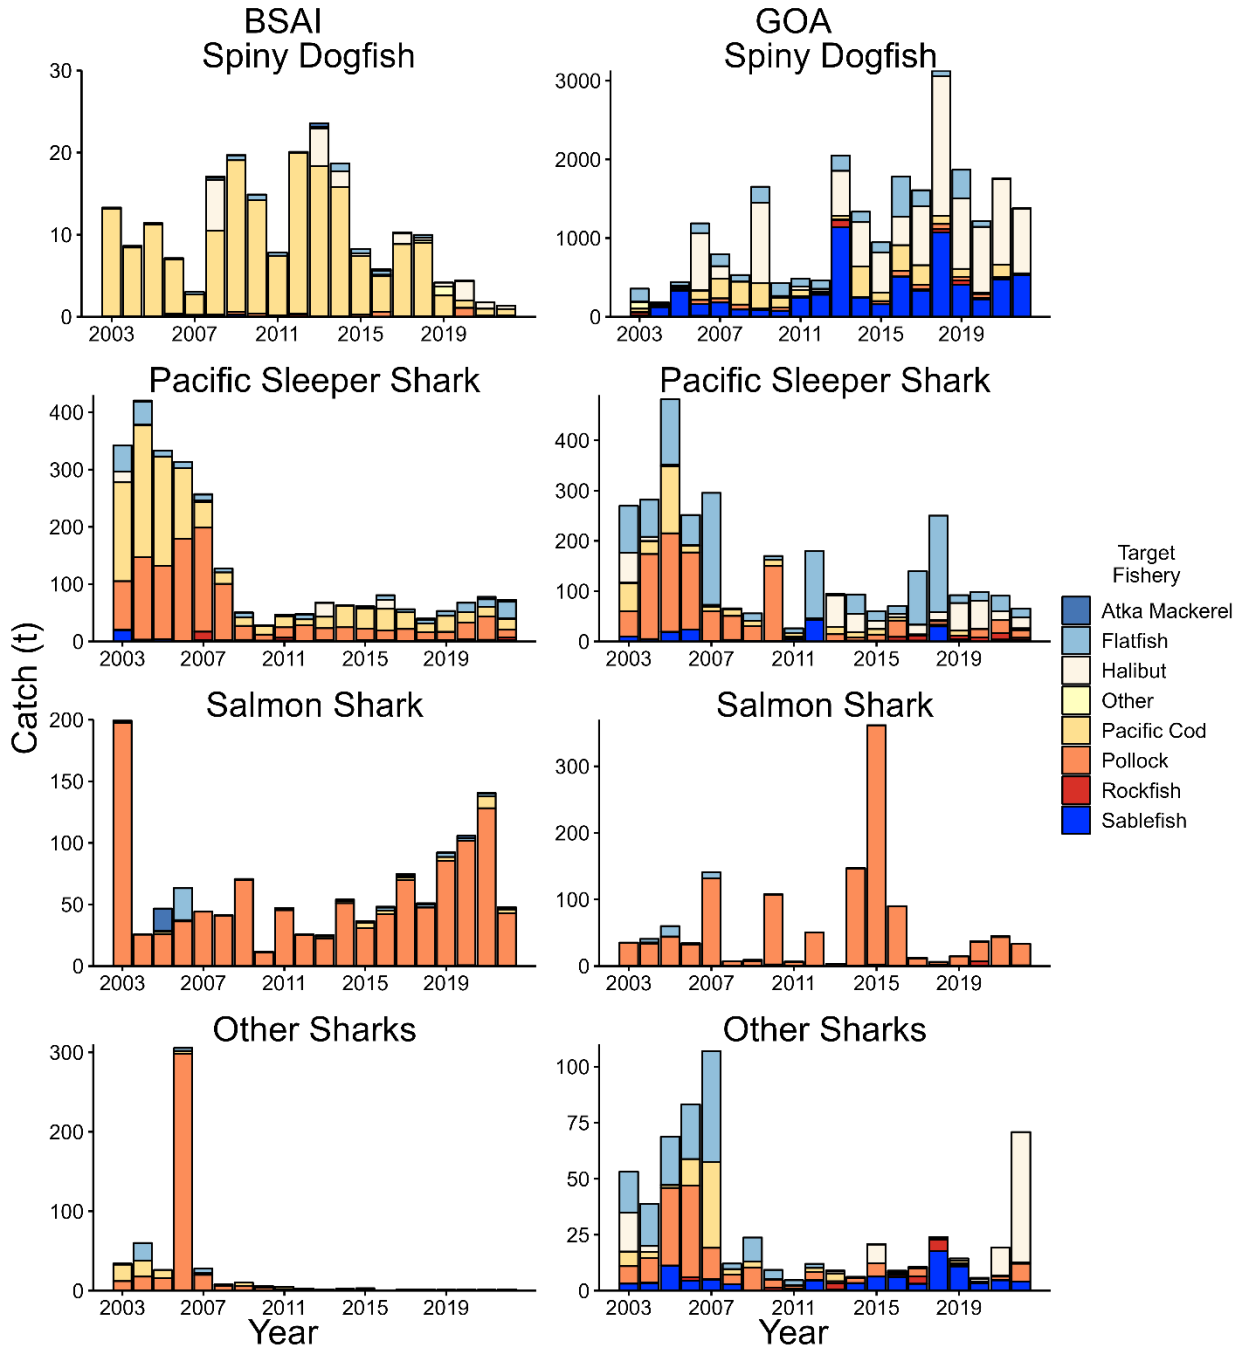 BSAI
Spiny Dogfish
30
20
10
0
2003 2007 2011 2015 2019
GOA
Spiny Dogfish
3000
2000
1000
0
2003 2007 2011 2015 2019
Pacific Sleeper Shark
400
300
200
100
0
2003 2007 2011 2015 2019
Pacific Sleeper Shark
400
300
200
100
0
2003 2007 2011 2015 2019
Salmon Shark
200
150
100
50
0
2003 2007 2011 2015 2019
Salmon Shark
300
200
100
0
2003 2007 2011 2015 2019
Other Sharks
300
200
100
0
2003 2007 2011 2015 2019
Other Sharks
100
75
50
25
0
2003 2007 2011 2015 2019
Catch (t)
Year
Year
Target
Fishery
Atka Mackerel
Flatfish
Halibut
Other
Pacific Cod
Pollock
Rockfish
Sablefish